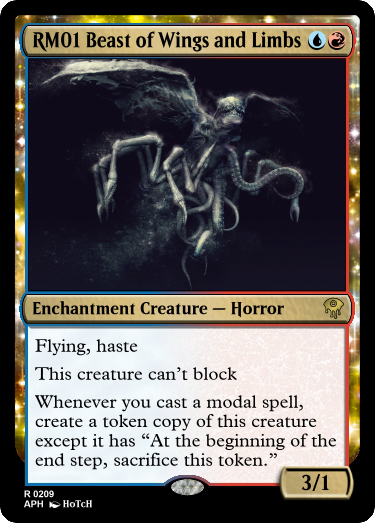 RM01 Beast of Wings and Limbs
Enchantment Creature — Horror
Flying, haste
This creature can't block
Whenever you cast a modal spell,
create a token copy of this creature
except it has “At the beginning of the
end step, sacrifice this token.”
3/1
R 0209
APH HoTcH